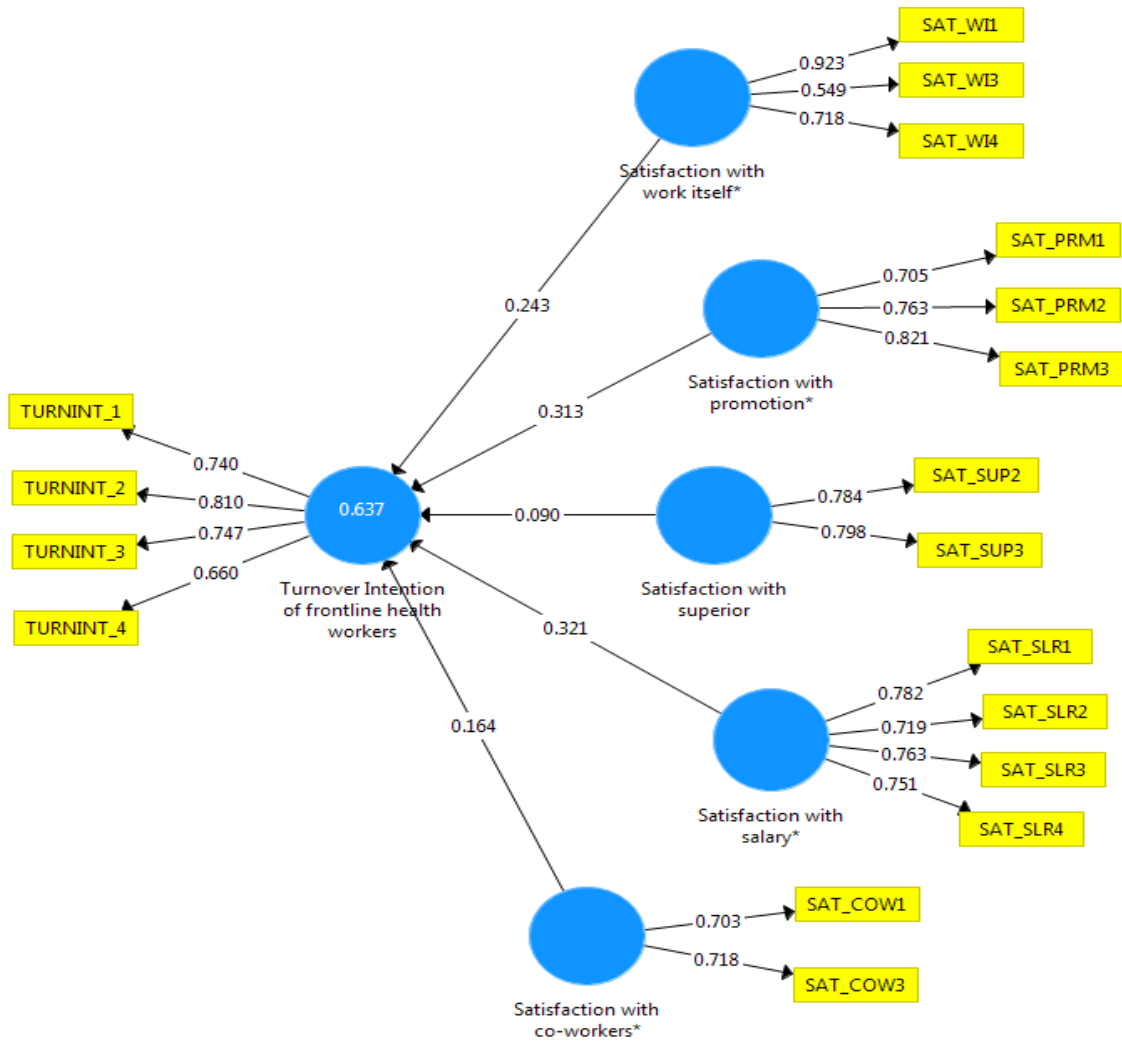 SAT_WI1
0.923
SAT_WI3
0.549
0.718
SAT_WI4
Satisfaction with
work itself*
SAT_PRM1
0.705
SAT_PRM2
0.763
0.821
SAT_PRM3
Satisfaction with
promotion*
0.243
0.313
TURNINT_1
0.740
TURNINT_2
0.810
TURNINT_3
0.747
0.660
TURNINT_4
0.637
Turnover Intention
of frontline health
workers
0.090
SAT_SUP2
0.784
0.798
SAT_SUP3
Satisfaction with
superior
0.321
SAT_SLR1
0.782
SAT_SLR2
0.719
0.763
SAT_SLR3
0.751
SAT_SLR4
Satisfaction with
salary*
0.164
SAT_COW1
0.703
0.718
SAT_COW3
Satisfaction with
co-workers*